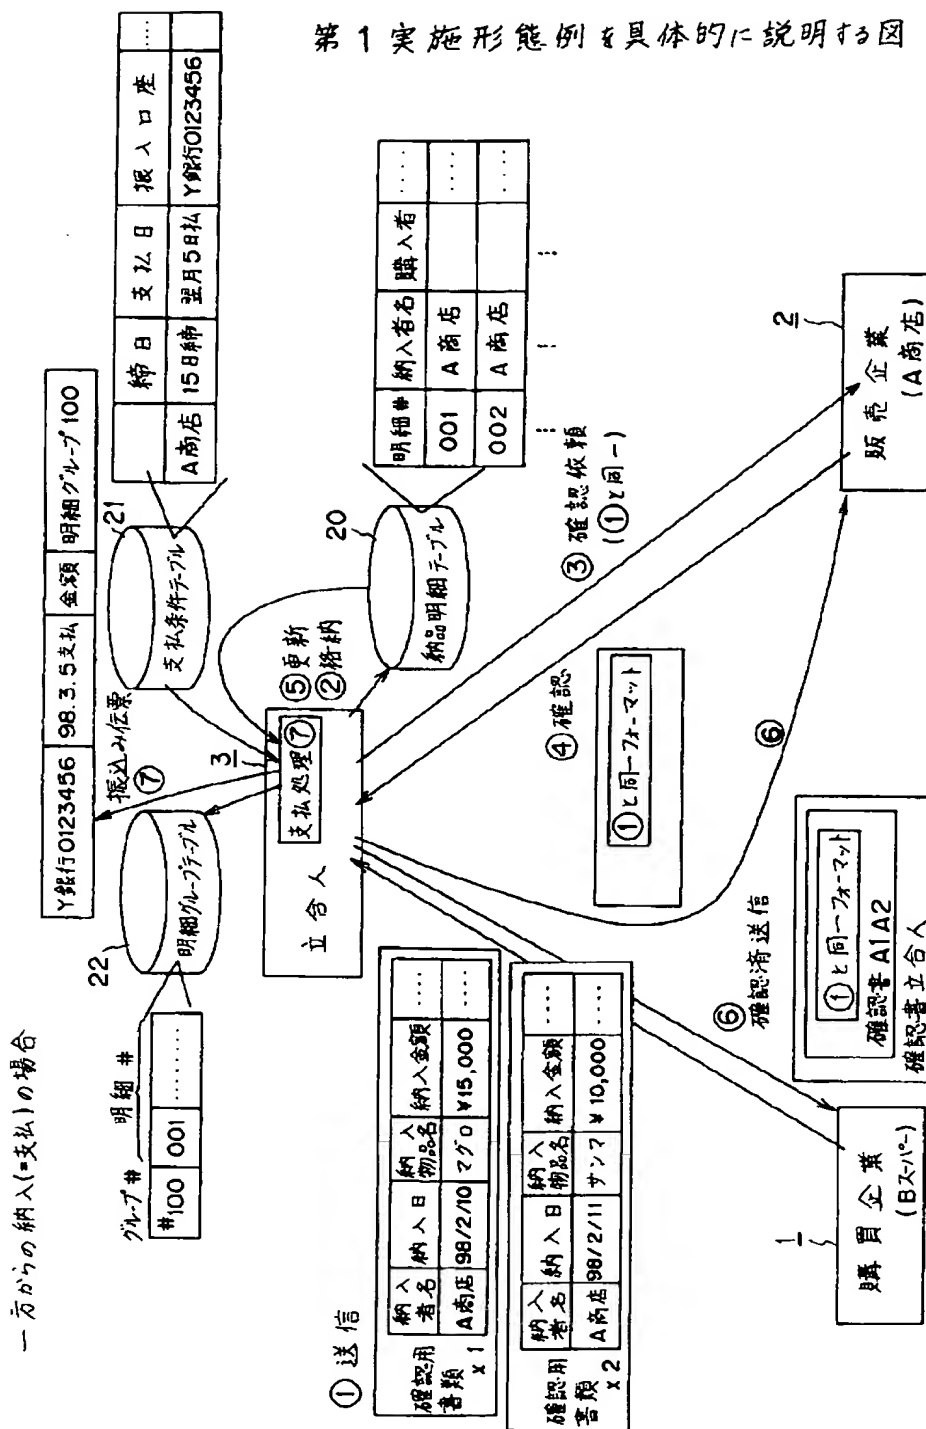 第1実施形態例を具体的に説明する図
一方からの納入(=支払)の場合
Y銀行0123456 98.3.5支払 金額 明細グループ100
締日 支払日 振入口座 ‥‥
A商店 15日締 翌月5日払 Y銀行0123456
21
支払条件テーブル
振込み伝票
⑦
22
明細グループテーブル
グループ# 明細#
#100 001 ‥‥‥‥
3
支払処理⑦
立合人
⑤更新
②格納
20
納品明細テーブル
明細# 納入者名 購入者 ‥‥
001 A商店 ‥‥
002 A商店 ‥‥
③確認依頼
(①と同一)
④確認
①と同一フォーマット
⑥
①送信
確認用
書類
x1
納入者名 納入日 納入物品名 納入金額 ‥‥
A商店 98/2/10 マグロ ¥15,000 ‥‥
確認用
書類
x2
納入者名 納入日 納入物品名 納入金額 ‥‥
A商店 98/2/11 サンマ ¥10,000 ‥‥
⑥
確認済送信
①と同一フォーマット
確認書A1A2
確認書立合人
1
購買企業
(Bスーパー)
2
販売企業
(A商店)